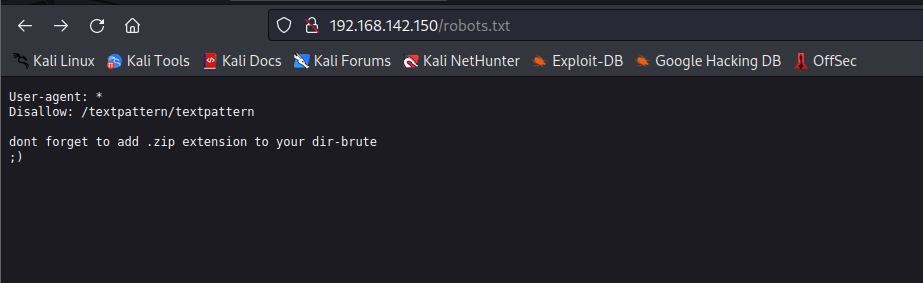 192.168.142.150/robots.txt
Kali Linux Kali Tools Kali Docs Kali Forums Kali NetHunter Exploit-DB Google Hacking DB OffSec
User-agent: *
Disallow: /textpattern/textpattern
dont forget to add .zip extension to your dir-brute
;)